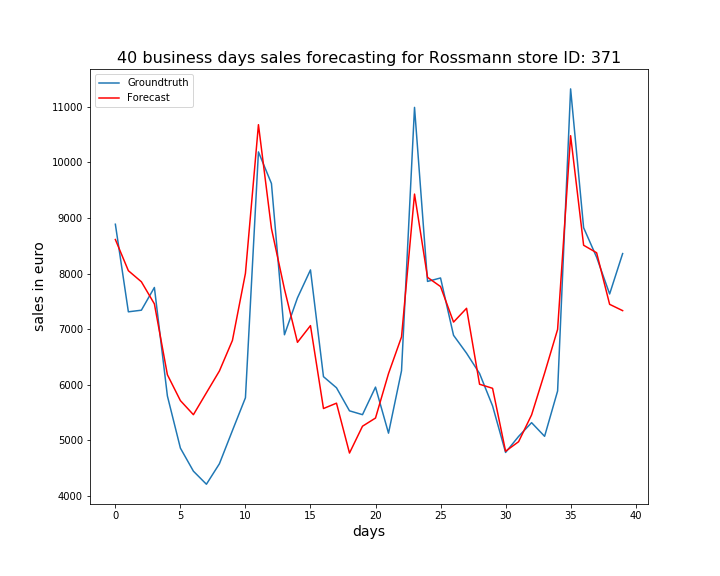 40 business days sales forecasting for Rossmann store ID: 371
Groundtruth
Forecast
sales in euro
11000
10000
9000
8000
7000
6000
5000
4000
0 5 10 15 20 25 30 35 40
days